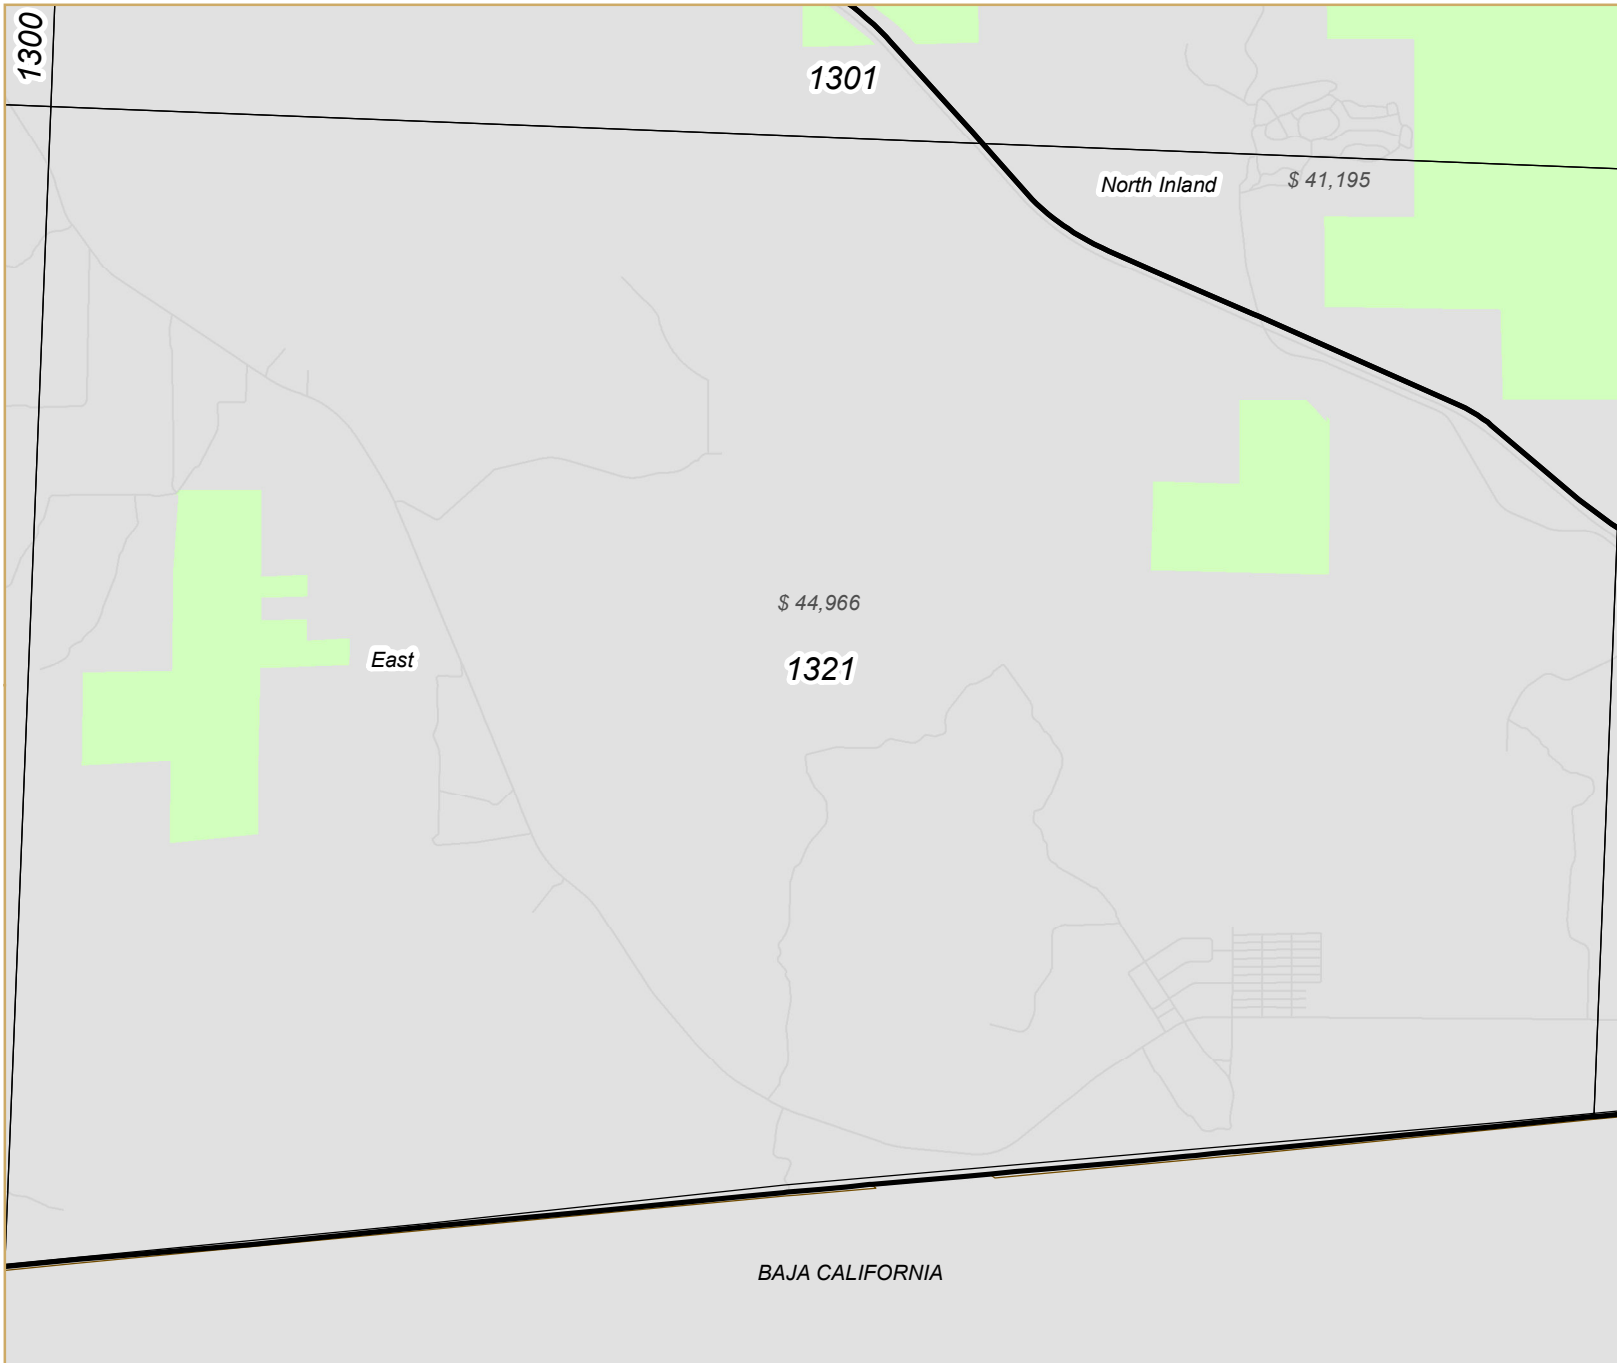 1300
1301
North Inland
$ 41,195
$ 44,966
East
1321
BAJA CALIFORNIA